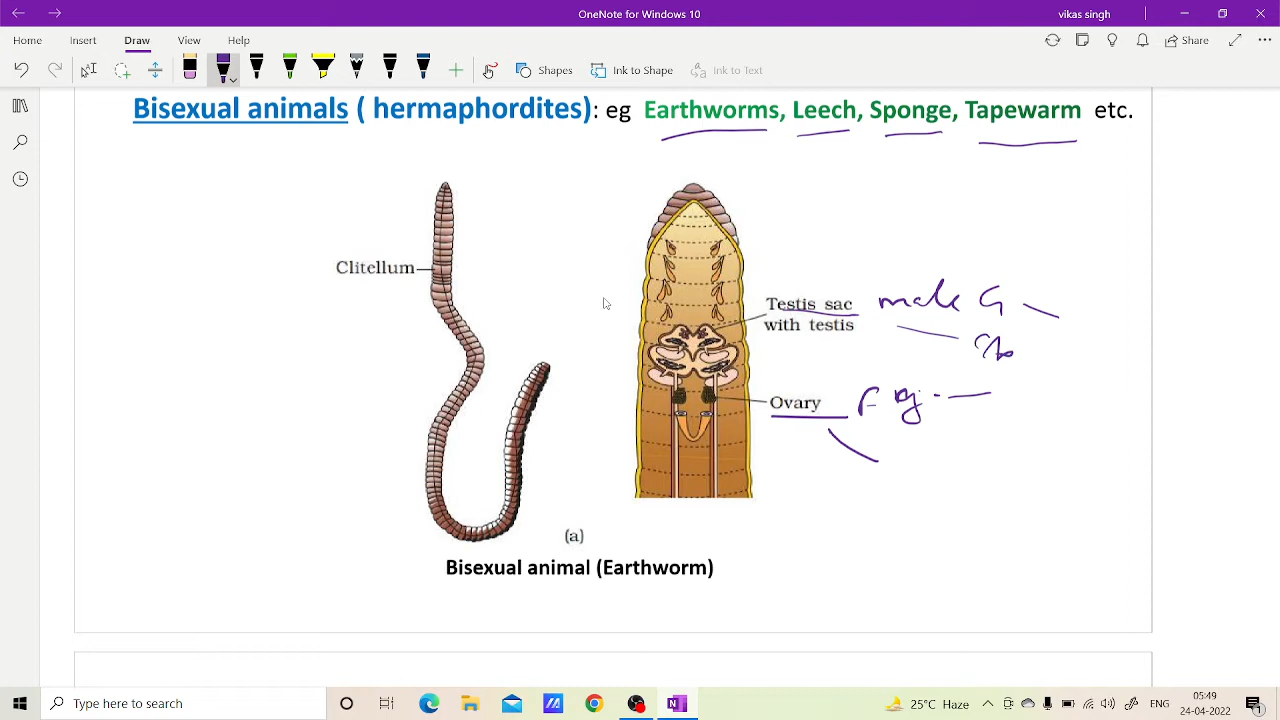 OneNote for Windows 10
vikas singh
Home Insert Draw View Help
Share
Shapes
Ink to Shape
Ink to Text
Bisexual animals ( hermaphordites): eg Earthworms, Leech, Sponge, Tapewarm etc.
Clitellum
Testis sac male G
with testis
Ovary F
(a)
Bisexual animal (Earthworm)
Type here to search
25°C Haze
ENG
05:49
24-04-2022